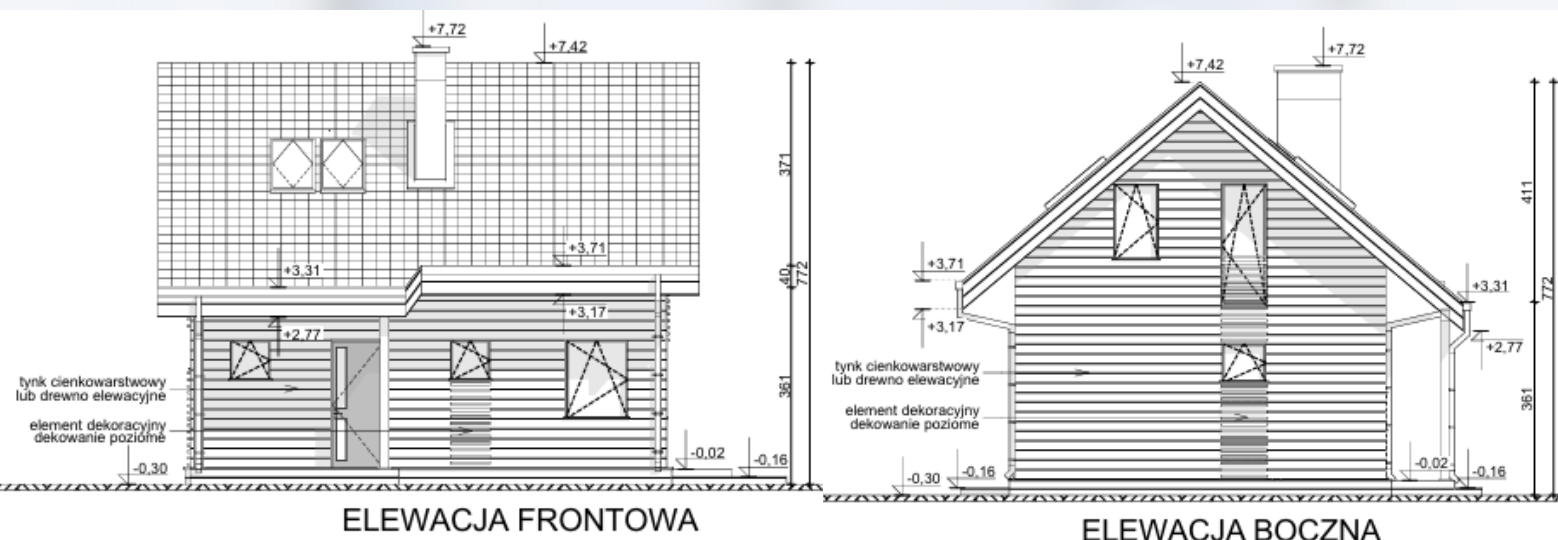 +7,72
+7,42
+3,71
+3,31
+3,17
+2,77
371
40
772
361
tynk cienkowarstwowy
lub drewno elewacyjne
element dekoracyjny
dekowanie poziome
-0,30
-0,02
-0,16
ELEWACJA FRONTOWA
+7,72
+7,42
+3,71
+3,31
+3,17
+2,77
411
772
361
tynk cienkowarstwowy
lub drewno elewacyjne
element dekoracyjny
dekowanie poziome
-0,30
-0,16
-0,02
-0,16
ELEWACJA BOCZNA